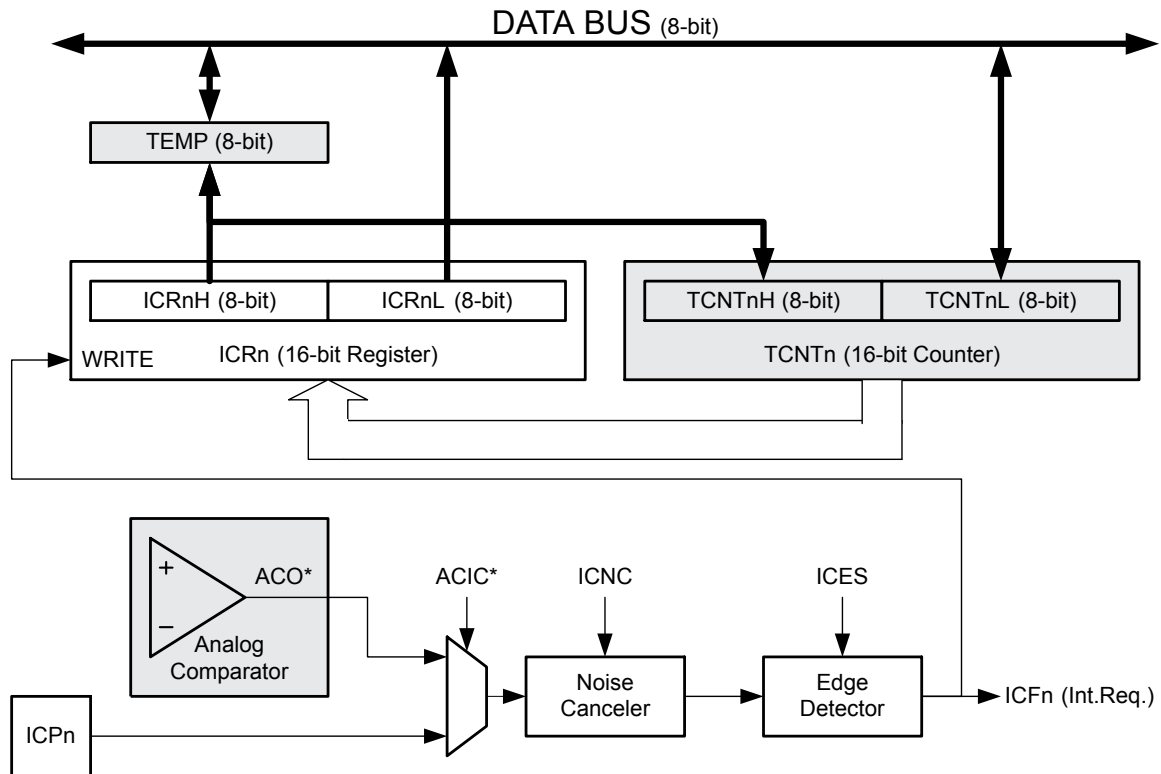 DATA BUS (8-bit)
TEMP (8-bit)
ICRnH (8-bit)
ICRnL (8-bit)
TCNTnH (8-bit)
TCNTnL (8-bit)
WRITE
ICRn (16-bit Register)
TCNTn (16-bit Counter)
+
−
ACO*
Analog
Comparator
ACIC*
ICNC
ICES
Noise
Canceler
Edge
Detector
ICFn (Int.Req.)
ICPn